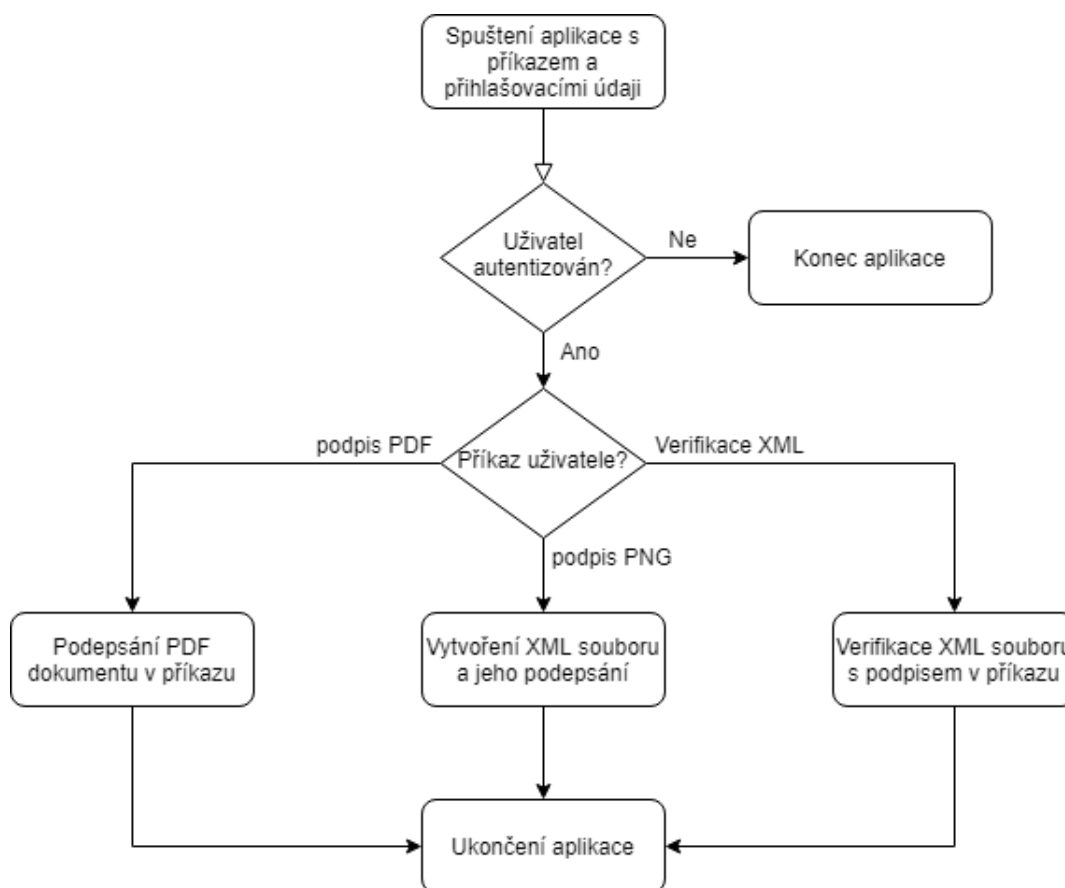 Spuštení aplikace s
příkazem a
přihlašovacími údaji
Uživatel
autentizován?
Ne
Konec aplikace
Ano
podpis PDF
Příkaz uživatele?
Verifikace XML
podpis PNG
Podepsání PDF
dokumentu v příkazu
Vytvoření XML souboru
a jeho podepsání
Verifikace XML souboru
s podpisem v příkazu
Ukončení aplikace